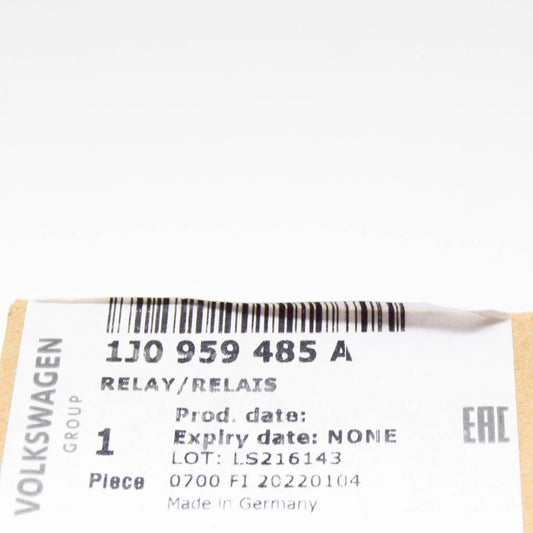 1J0 959 485 A
RELAY/RELAIS
Prod. date:
1
Expiry date: NONE
LOT: LS216143
Piece
0700 FI 20220104
Made in Germany
VOLKSWAGEN
GROUP
EAC